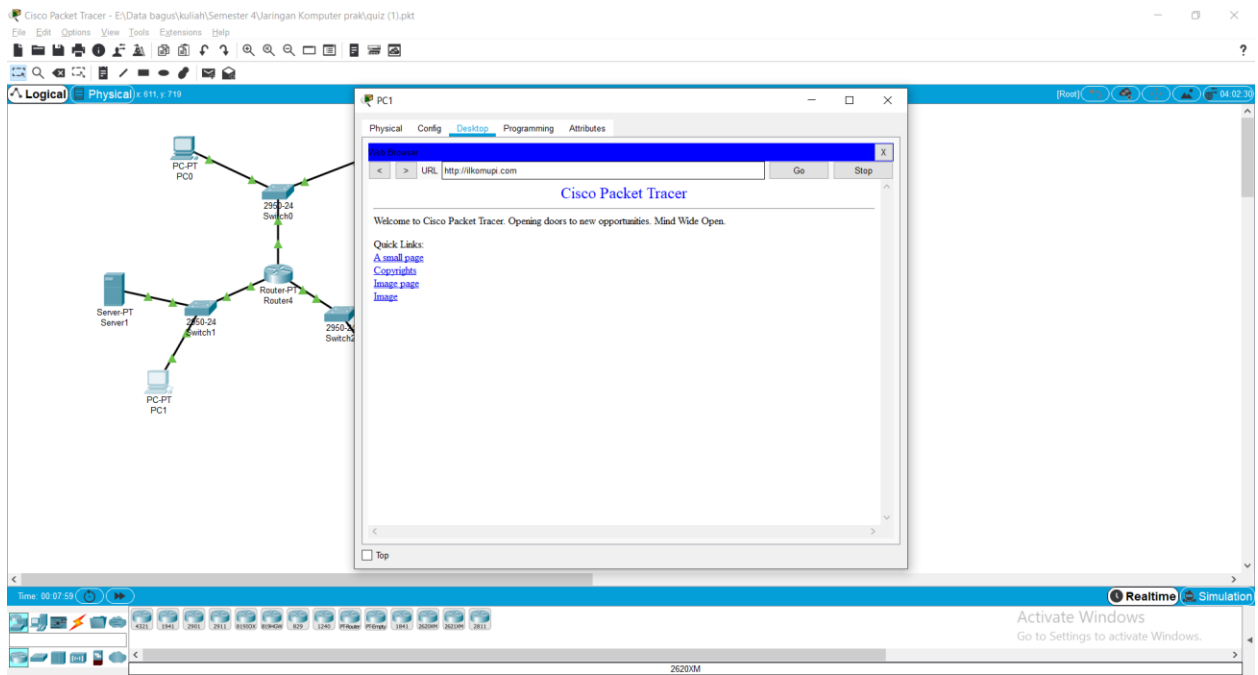 Cisco Packet Tracer - E:\Data bagus\kuliah\Semester 4\Jaringan Komputer prak\quiz (1).pkt
File Edit Options View Tools Extensions Help
?
Logical Physical x: 611, y: 719
[Root]
04:02:30
PC1
Physical Config Desktop Programming Attributes
Web Browser
X
< > URL http://ilkomupi.com Go Stop
Cisco Packet Tracer
Welcome to Cisco Packet Tracer. Opening doors to new opportunities. Mind Wide Open.
Quick Links:
A small page
Copyrights
Image page
Image
Top
PC-PT
PC0
2950-24
Switch0
Router-PT
Router4
Server-PT
Server1
2950-24
Switch1
2950-2
Switch2
PC-PT
PC1
Time: 00:07:59
Realtime Simulation
4321 1941 2901 2911 819IOX 819HGW 829 1240 PT-Router PT-Empty 1841 2620XM 2621XM 2811
Activate Windows
Go to Settings to activate Windows.
2620XM